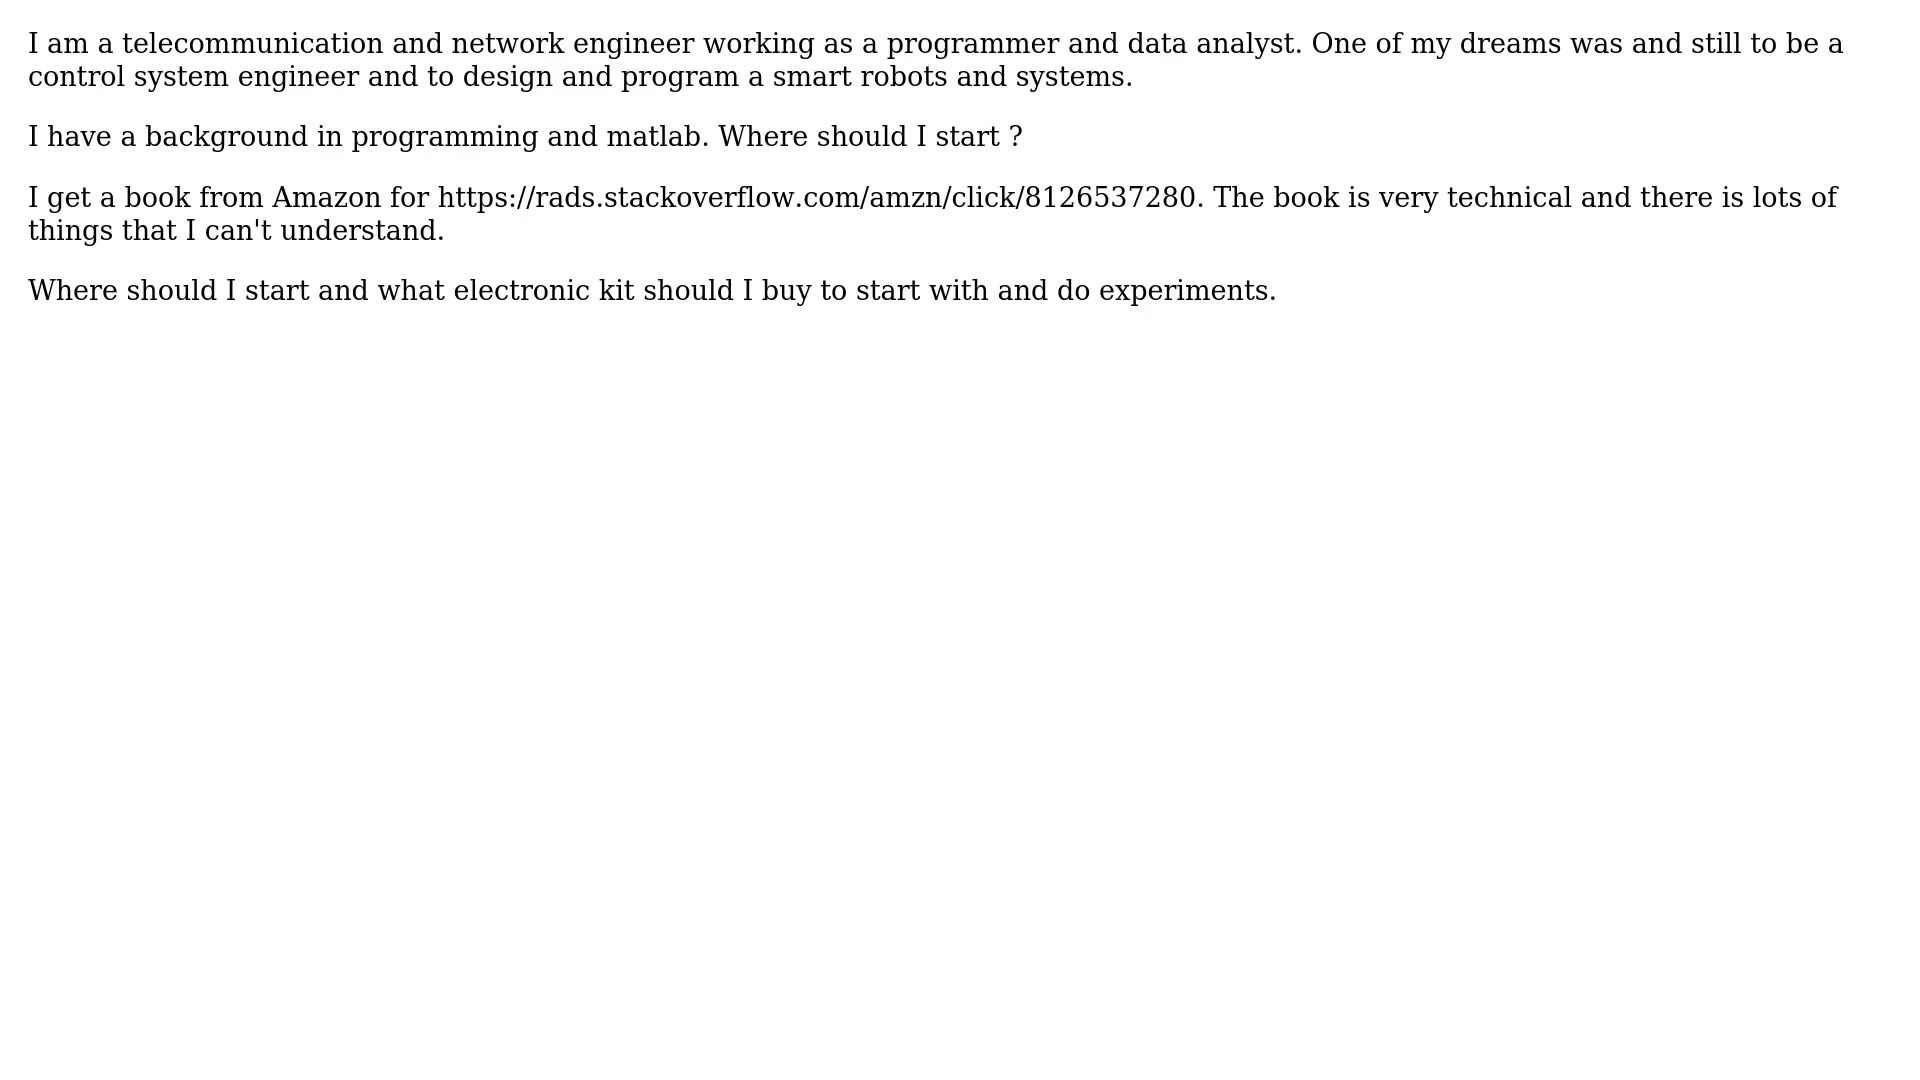 I am a telecommunication and network engineer working as a programmer and data analyst. One of my dreams was and still to be a
control system engineer and to design and program a smart robots and systems.
I have a background in programming and matlab. Where should I start ?
I get a book from Amazon for https://rads.stackoverflow.com/amzn/click/8126537280. The book is very technical and there is lots of
things that I can't understand.
Where should I start and what electronic kit should I buy to start with and do experiments.